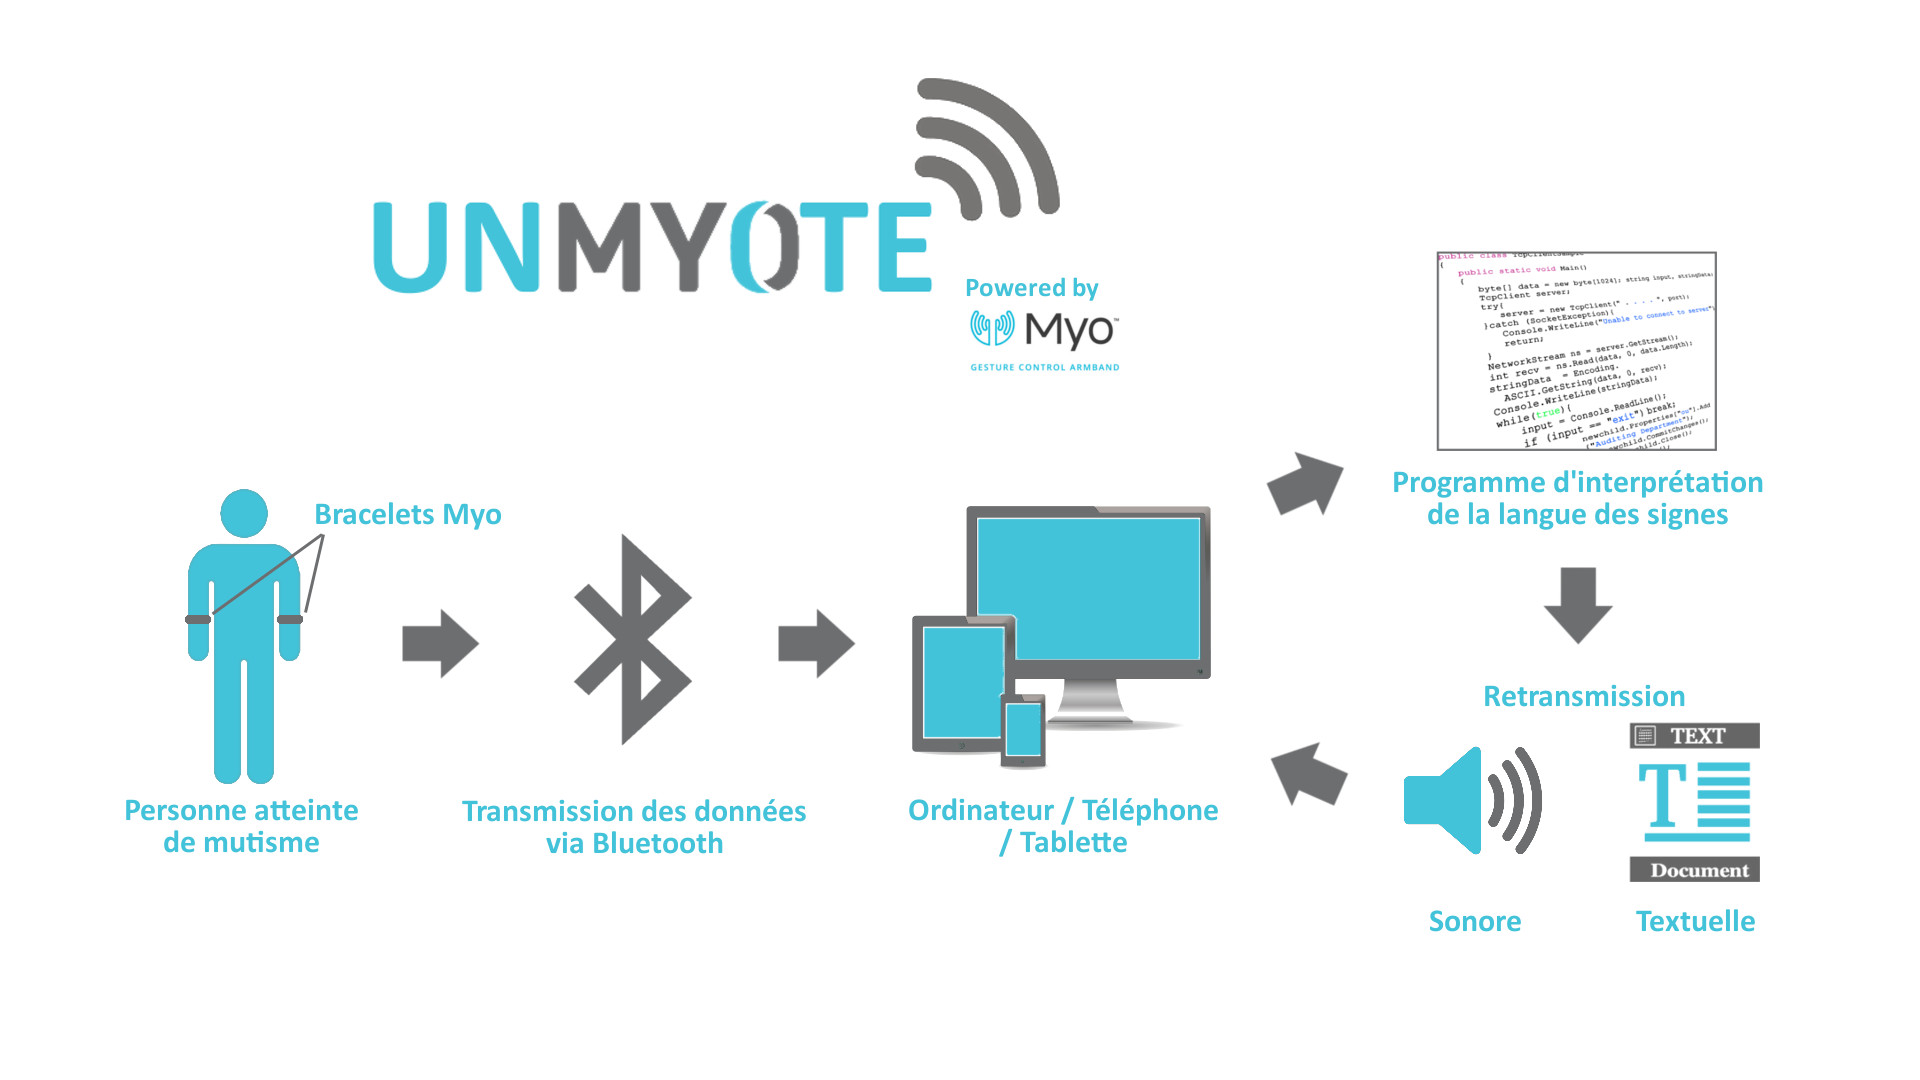 UNMYOTE
Powered by
Myo™
GESTURE CONTROL ARMBAND
public class TcpClientSample
{
public static void Main()
{
byte[] data = new byte[1024]; string input, stringData;
TcpClient server;
try{
server = new TcpClient(" . . . . ", port);
}catch (SocketException){
Console.WriteLine("Unable to connect to server")
return;
}
NetworkStream ns = server.GetStream();
int recv = ns.Read(data, 0, data.Length);
stringData = Encoding.
ASCII.GetString(data, 0, recv);
Console.WriteLine(stringData);
while(true){
input = Console.ReadLine();
if (input == "exit") break;
newchild.Properties["ou"].Add
("Auditing Department");
newchild.CommitChanges();
child.Close();
Programme d'interprétation
de la langue des signes
Bracelets Myo
Retransmission
TEXT
T
Document
Personne atteinte
de mutisme
Transmission des données
via Bluetooth
Ordinateur / Téléphone
/ Tablette
Sonore
Textuelle